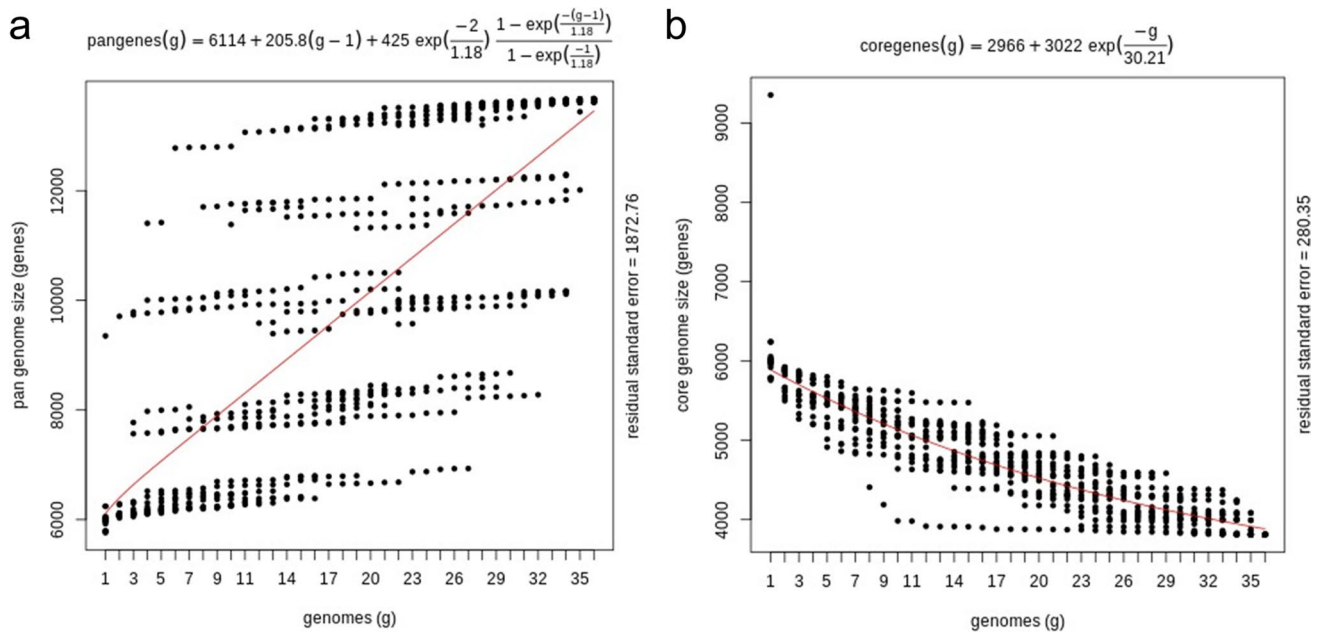 a
pangenes(g) = 6114 + 205.8(g − 1) + 425 exp(−2/1.18) 1 − exp(−(g−1)/1.18)/1 − exp(−1/1.18)
12000
10000
8000
6000
pan genome size (genes)
residual standard error = 1872.76
1 3 5 7 9 11 14 17 20 23 26 29 32 35
genomes (g)
b
coregenes(g) = 2966 + 3022 exp(−g/30.21)
9000
8000
7000
6000
5000
4000
core genome size (genes)
residual standard error = 280.35
1 3 5 7 9 11 14 17 20 23 26 29 32 35
genomes (g)